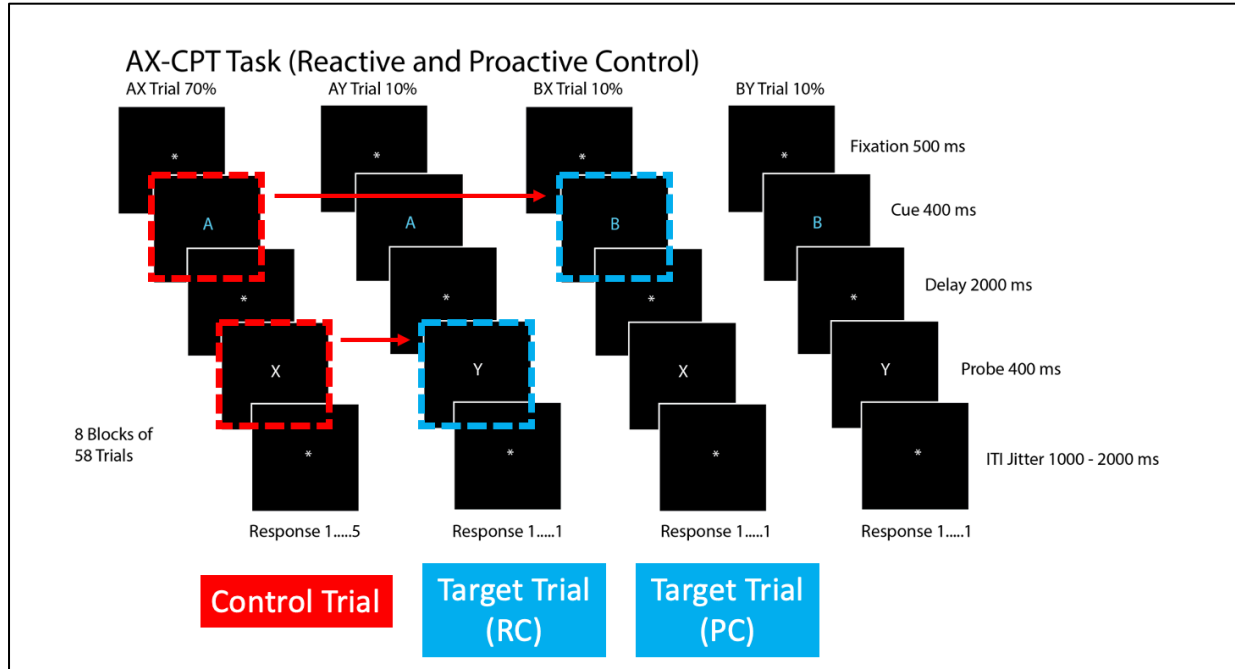 AX-CPT Task (Reactive and Proactive Control)
AX Trial 70%
AY Trial 10%
BX Trial 10%
BY Trial 10%
*
*
*
*
Fixation 500 ms
A
A
B
B
Cue 400 ms
*
*
*
*
Delay 2000 ms
X
Y
X
Y
Probe 400 ms
8 Blocks of
58 Trials
*
*
*
*
ITI Jitter 1000 - 2000 ms
Response 1.....5
Response 1.....1
Response 1.....1
Response 1.....1
Control Trial
Target Trial
(RC)
Target Trial
(PC)